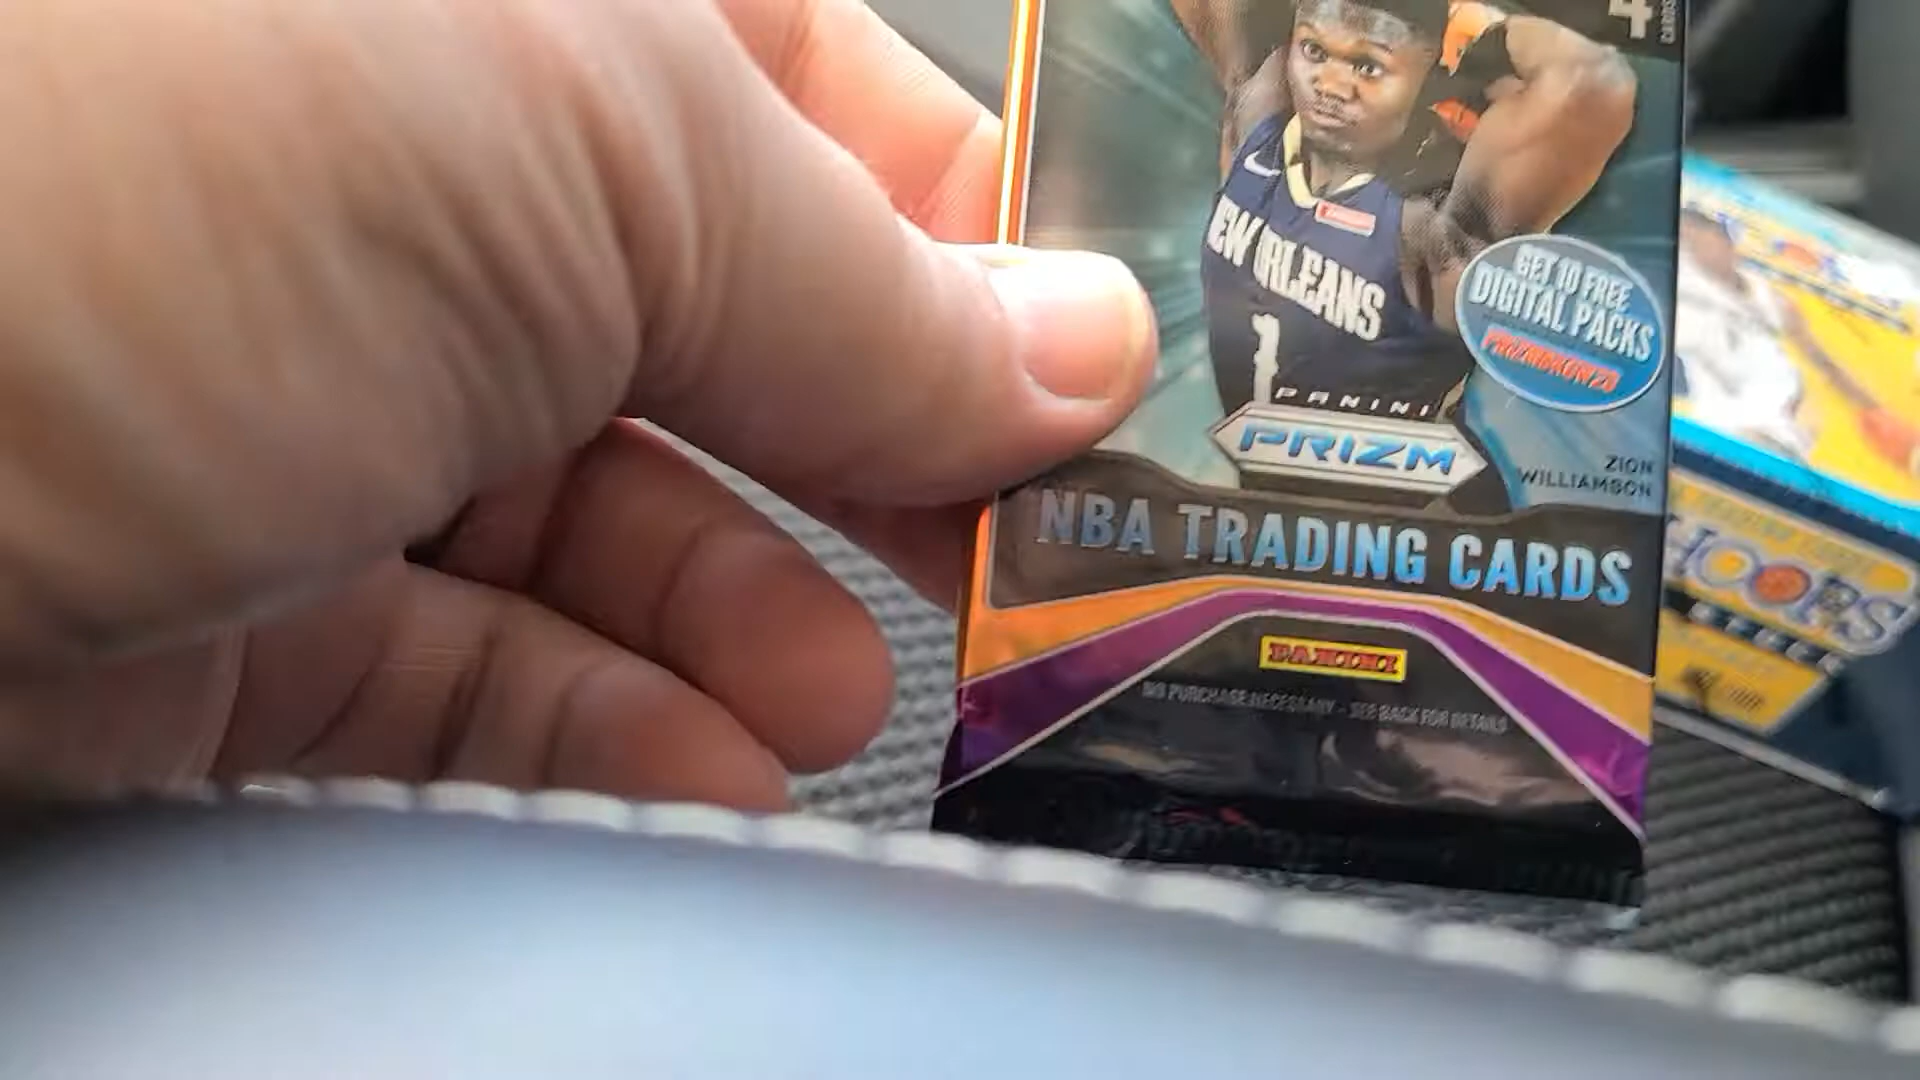 4
CARDS
NEW ORLEANS
1
GET 10 FREE
DIGITAL PACKS
PANINI
PRIZM
ZION
WILLIAMSON
NBA TRADING CARDS
PANINI
NO PURCHASE NECESSARY - SEE BACK FOR DETAILS
HOOPS